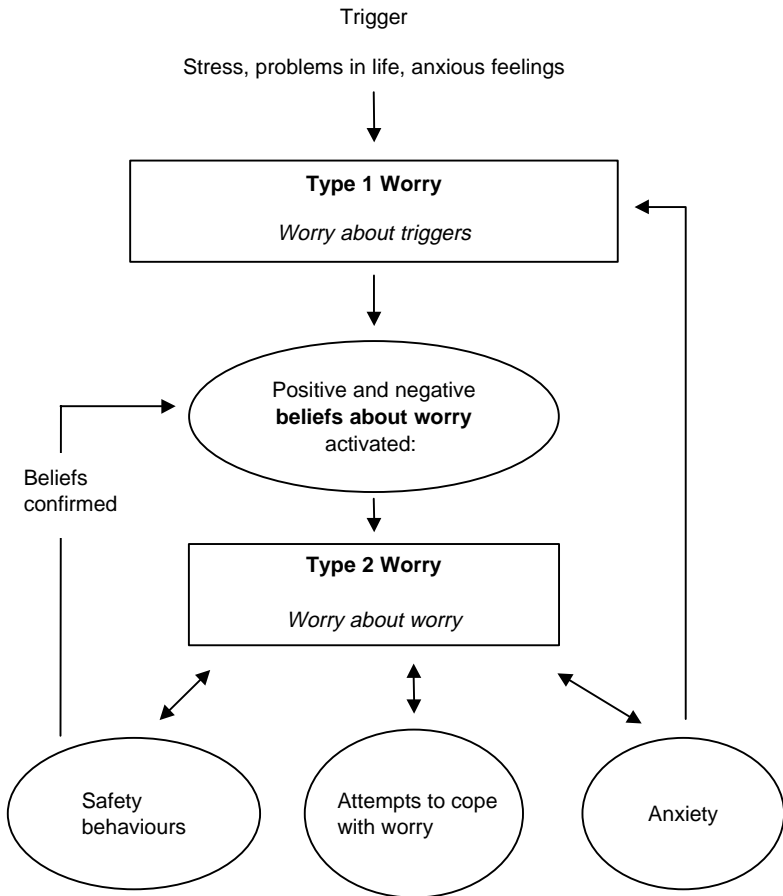 Trigger
Stress, problems in life, anxious feelings
Type 1 Worry
Worry about triggers
Positive and negative
beliefs about worry
activated:
Beliefs
confirmed
Type 2 Worry
Worry about worry
Safety
behaviours
Attempts to cope
with worry
Anxiety